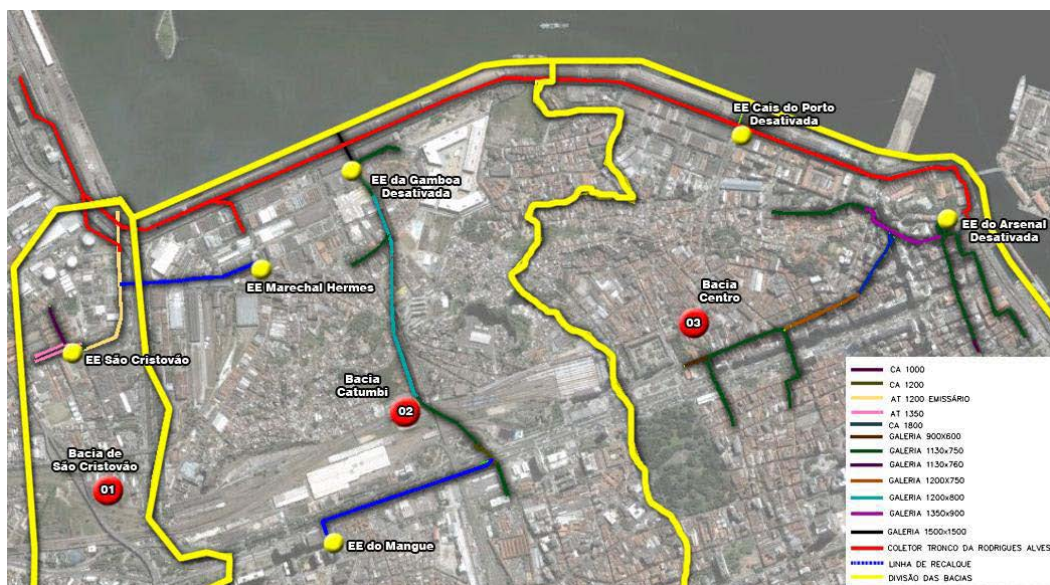 EE Cais do Porto
Desativada
EE da Gamboa
Desativada
EE do Arsenal
Desativada
EE Marechal Hermes
Bacia
Centro
03
EE São Cristovão
Bacia
Catumbi
02
Bacia de
São Cristovão
01
EE do Mangue
CA 1000
CA 1200
AT 1200 EMISSÁRIO
AT 1350
CA 1800
GALERIA 900X600
GALERIA 1130x750
GALERIA 1130x760
GALERIA 1200X750
GALERIA 1200x800
GALERIA 1350x900
GALERIA 1500x1500
COLETOR TRONCO DA RODRIGUES ALVES
LINHA DE RECALQUE
DIVISÃO DAS BACIAS